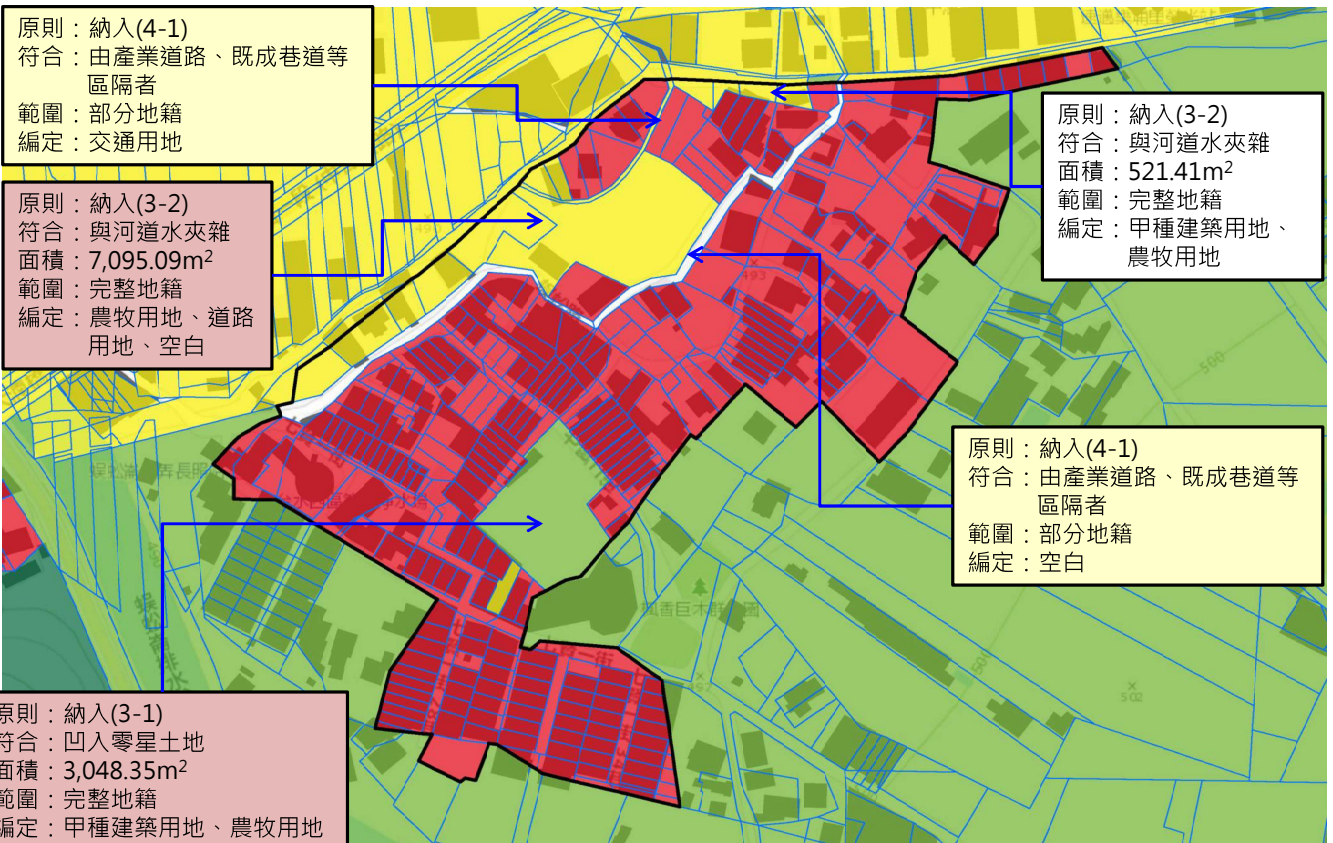 原則：納入(4-1)
符合：由產業道路、既成巷道等
區隔者
範圍：部分地籍
編定：交通用地
原則：納入(3-2)
符合：與河道水夾雜
面積：7,095.09m²
範圍：完整地籍
編定：農牧用地、道路
用地、空白
原則：納入(3-2)
符合：與河道水夾雜
面積：521.41m²
範圍：完整地籍
編定：甲種建築用地、
農牧用地
原則：納入(4-1)
符合：由產業道路、既成巷道等
區隔者
範圍：部分地籍
編定：空白
原則：納入(3-1)
符合：凹入零星土地
面積：3,048.35m²
範圍：完整地籍
編定：甲種建築用地、農牧用地
493
500
492
502